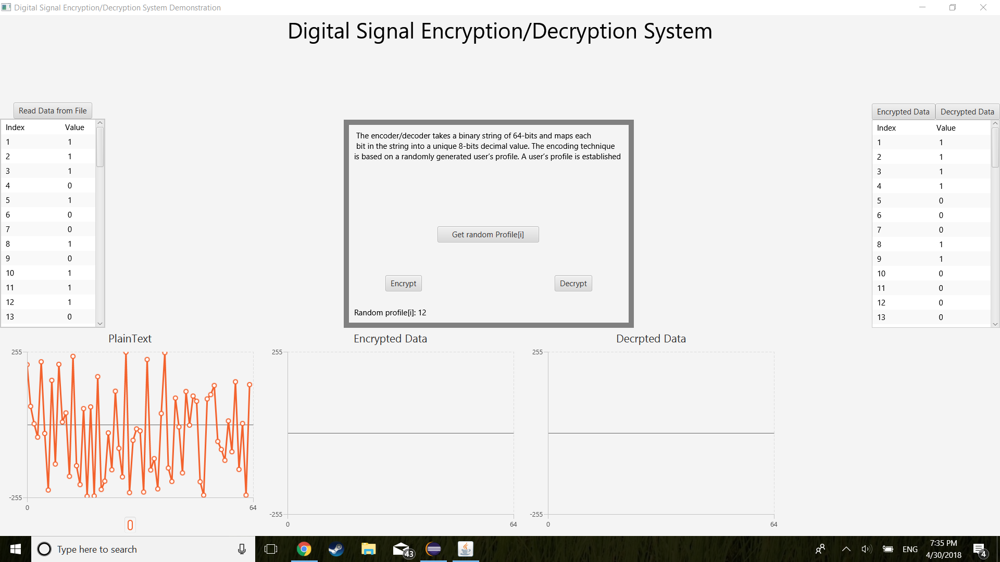 Digital Signal Encryption/Decryption System Demonstration
Digital Signal Encryption/Decryption System
Read Data from File
Index Value
1 1
2 1
3 1
4 0
5 1
6 0
7 0
8 1
9 0
10 1
11 1
12 1
13 0
The encoder/decoder takes a binary string of 64-bits and maps each
bit in the string into a unique 8-bits decimal value. The encoding technique
is based on a randomly generated user's profile. A user's profile is established
Get random Profile[i]
Encrypt Decrypt
Random profile[i]: 12
Encrypted Data Decrypted Data
Index Value
1 1
2 1
3 1
4 1
5 0
6 0
7 0
8 1
9 1
10 0
11 0
12 0
13 0
PlainText
255
-255
0 64
Encrypted Data
255
-255
0 64
Decrpted Data
255
-255
0 64
Type here to search
43
ENG
7:35 PM
4/30/2018
4